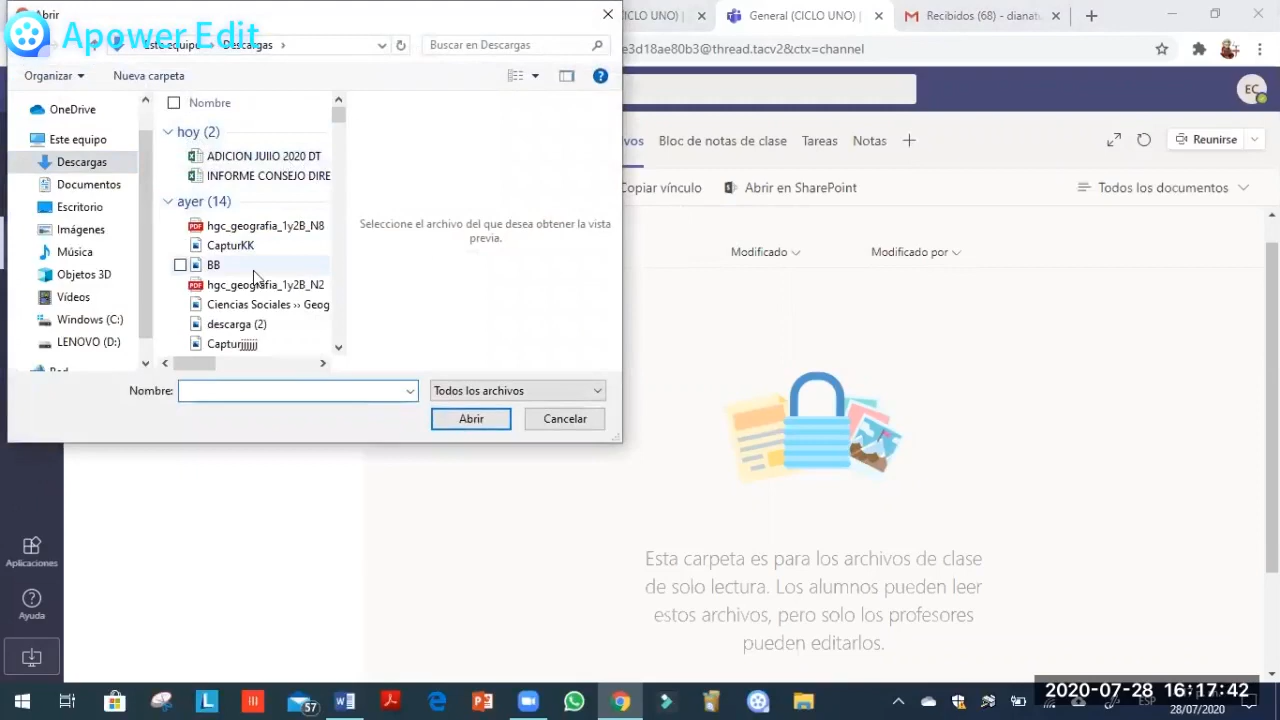 Abrir
Apower Edit
Este equipo > Descargas >
Buscar en Descargas
(CICLO UNO) |
General (CICLO UNO) |
Recibidos (68) - dianatu
e3d18ae80b3@thread.tacv2&ctx=channel
Organizar
Nueva carpeta
EC
OneDrive
Este equipo
Descargas
Documentos
Escritorio
Imágenes
Música
Objetos 3D
Vídeos
Windows (C:)
LENOVO (D:)
Red
Nombre
hoy (2)
ADICION JUlIO 2020 DT
INFORME CONSEJO DIRE
ayer (14)
hgc_geografia_1y2B_N8
CapturKK
BB
hgc_geografia_1y2B_N2
Ciencias Sociales ›› Geog
descarga (2)
Capturjjjjjj
Seleccione el archivo del que desea obtener la vista
previa.
Nombre:
Todos los archivos
Abrir
Cancelar
vos
Bloc de notas de clase
Tareas
Notas
Reunirse
Copiar vínculo
Abrir en SharePoint
Todos los documentos
Modificado
Modificado por
Esta carpeta es para los archivos de clase
de solo lectura. Los alumnos pueden leer
estos archivos, pero solo los profesores
pueden editarlos.
Aplicaciones
Ayuda
57
ESP
2020-07-28 16:17:42
28/07/2020